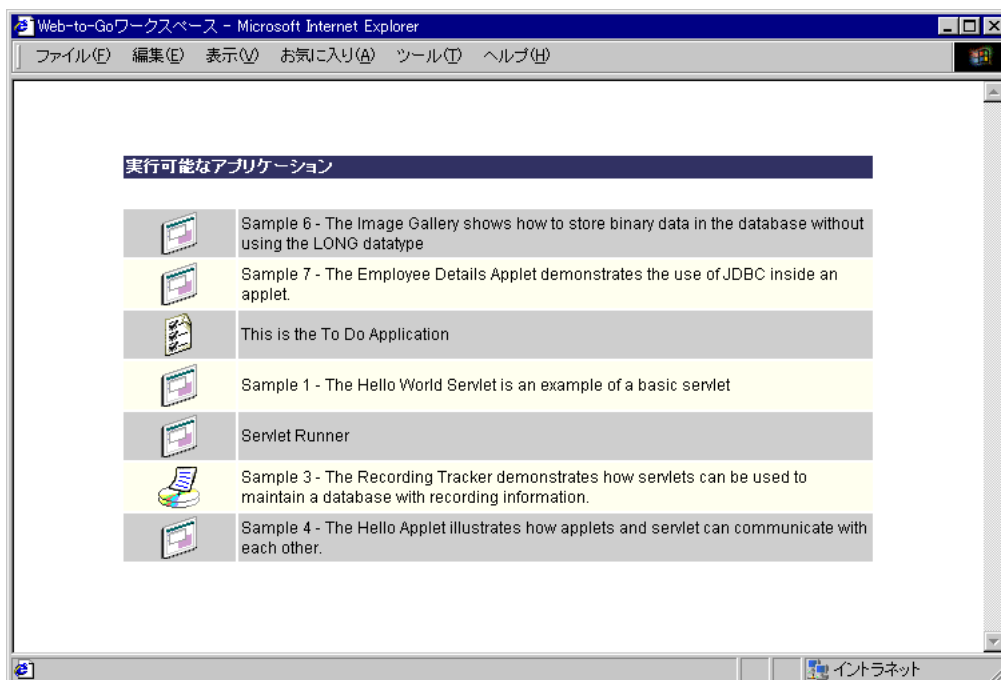 Web-to-Goワークスペース - Microsoft Internet Explorer
ファイル(F) 編集(E) 表示(V) お気に入り(A) ツール(T) ヘルプ(H)
実行可能なアプリケーション
Sample 6 - The Image Gallery shows how to store binary data in the database without
using the LONG datatype
Sample 7 - The Employee Details Applet demonstrates the use of JDBC inside an
applet.
This is the To Do Application
Sample 1 - The Hello World Servlet is an example of a basic servlet
Servlet Runner
Sample 3 - The Recording Tracker demonstrates how servlets can be used to
maintain a database with recording information.
Sample 4 - The Hello Applet illustrates how applets and servlet can communicate with
each other.
イントラネット